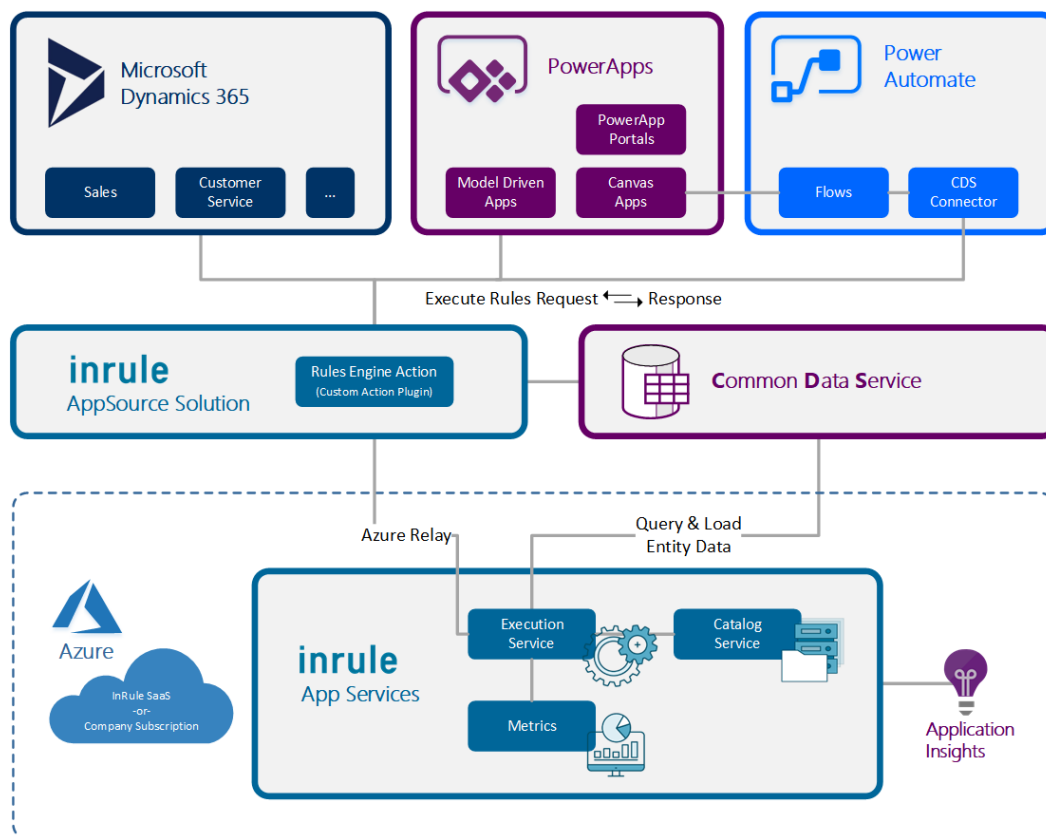 Microsoft
Dynamics 365
Sales
Customer
Service
...
PowerApps
PowerApp
Portals
Model Driven
Apps
Canvas
Apps
Power
Automate
Flows
CDS
Connector
Execute Rules Request
Response
inrule
AppSource Solution
Rules Engine Action
(Custom Action Plugin)
Common Data Service
Azure Relay
Query & Load
Entity Data
Azure
InRule SaaS
-or-
Company Subscription
inrule
App Services
Execution
Service
Catalog
Service
Metrics
Application
Insights